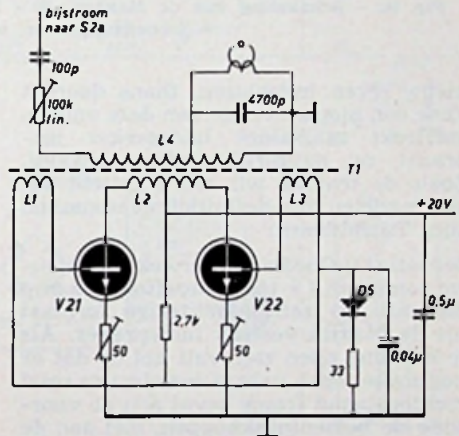 bijstroom
naar S2a
100p
100k
lin.
4700p
L4
T1
L1
L2
L3
+20V
V21
V22
D5
0,5µ
2,7k
50
50
33
0,04µ